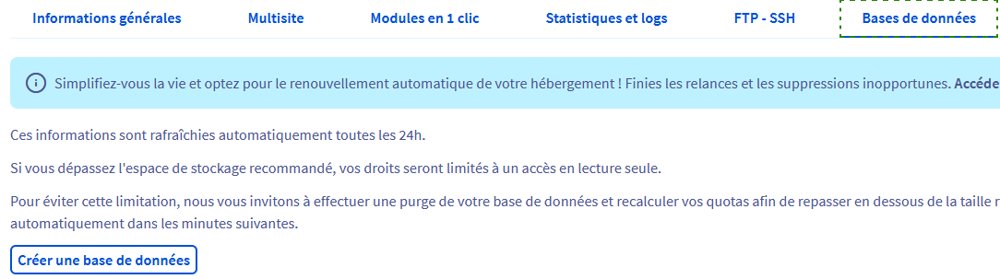 Informations générales Multisite Modules en 1 clic Statistiques et logs FTP - SSH Bases de données
Simplifiez-vous la vie et optez pour le renouvellement automatique de votre hébergement ! Finies les relances et les suppressions inopportunes. Accéde
Ces informations sont rafraîchies automatiquement toutes les 24h.
Si vous dépassez l'espace de stockage recommandé, vos droits seront limités à un accès en lecture seule.
Pour éviter cette limitation, nous vous invitons à effectuer une purge de votre base de données et recalculer vos quotas afin de repasser en dessous de la taille r
automatiquement dans les minutes suivantes.
Créer une base de données